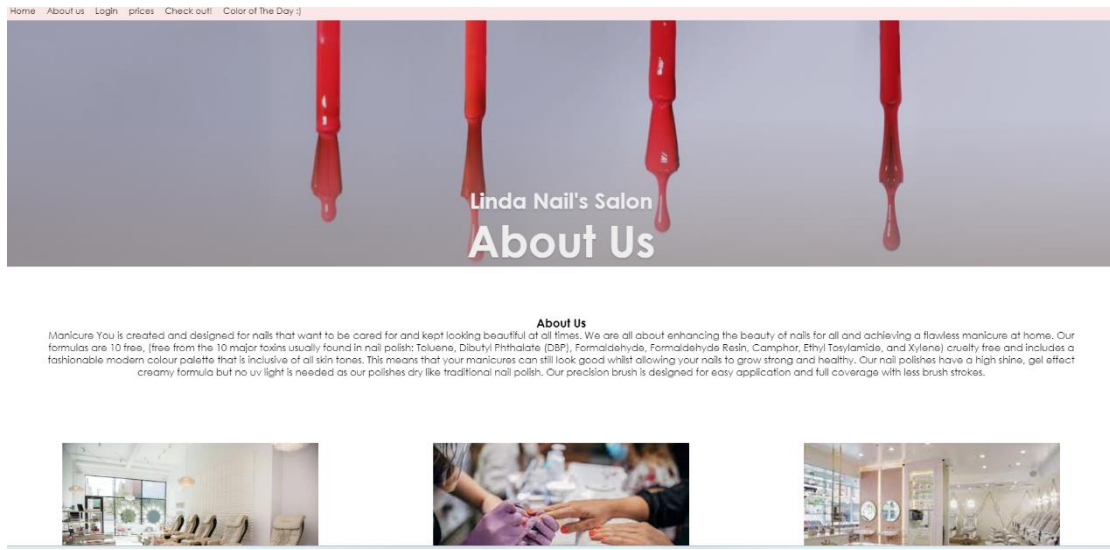 Home About us Login prices Check out! Color of The Day :)
Linda Nail's Salon
About Us
About Us
Manicure You is created and designed for nails that want to be cared for and kept looking beautiful at all times. We are all about enhancing the beauty of nails for all and achieving a flawless manicure at home. Our
formulas are 10 free, (free from the 10 major toxins usually found in nail polish: Toluene, Dibutyl Phthalate (DBP), Formaldehyde, Formaldehyde Resin, Camphor, Ethyl Tosylamide, and Xylene) cruelty free and includes a
fashionable modern colour palette that is inclusive of all skin tones. This means that your manicures can still look good whilst allowing your nails to grow strong and healthy. Our nail polishes have a high shine, gel effect
creamy formula but no uv light is needed as our polishes dry like traditional nail polish. Our precision brush is designed for easy application and full coverage with less brush strokes.